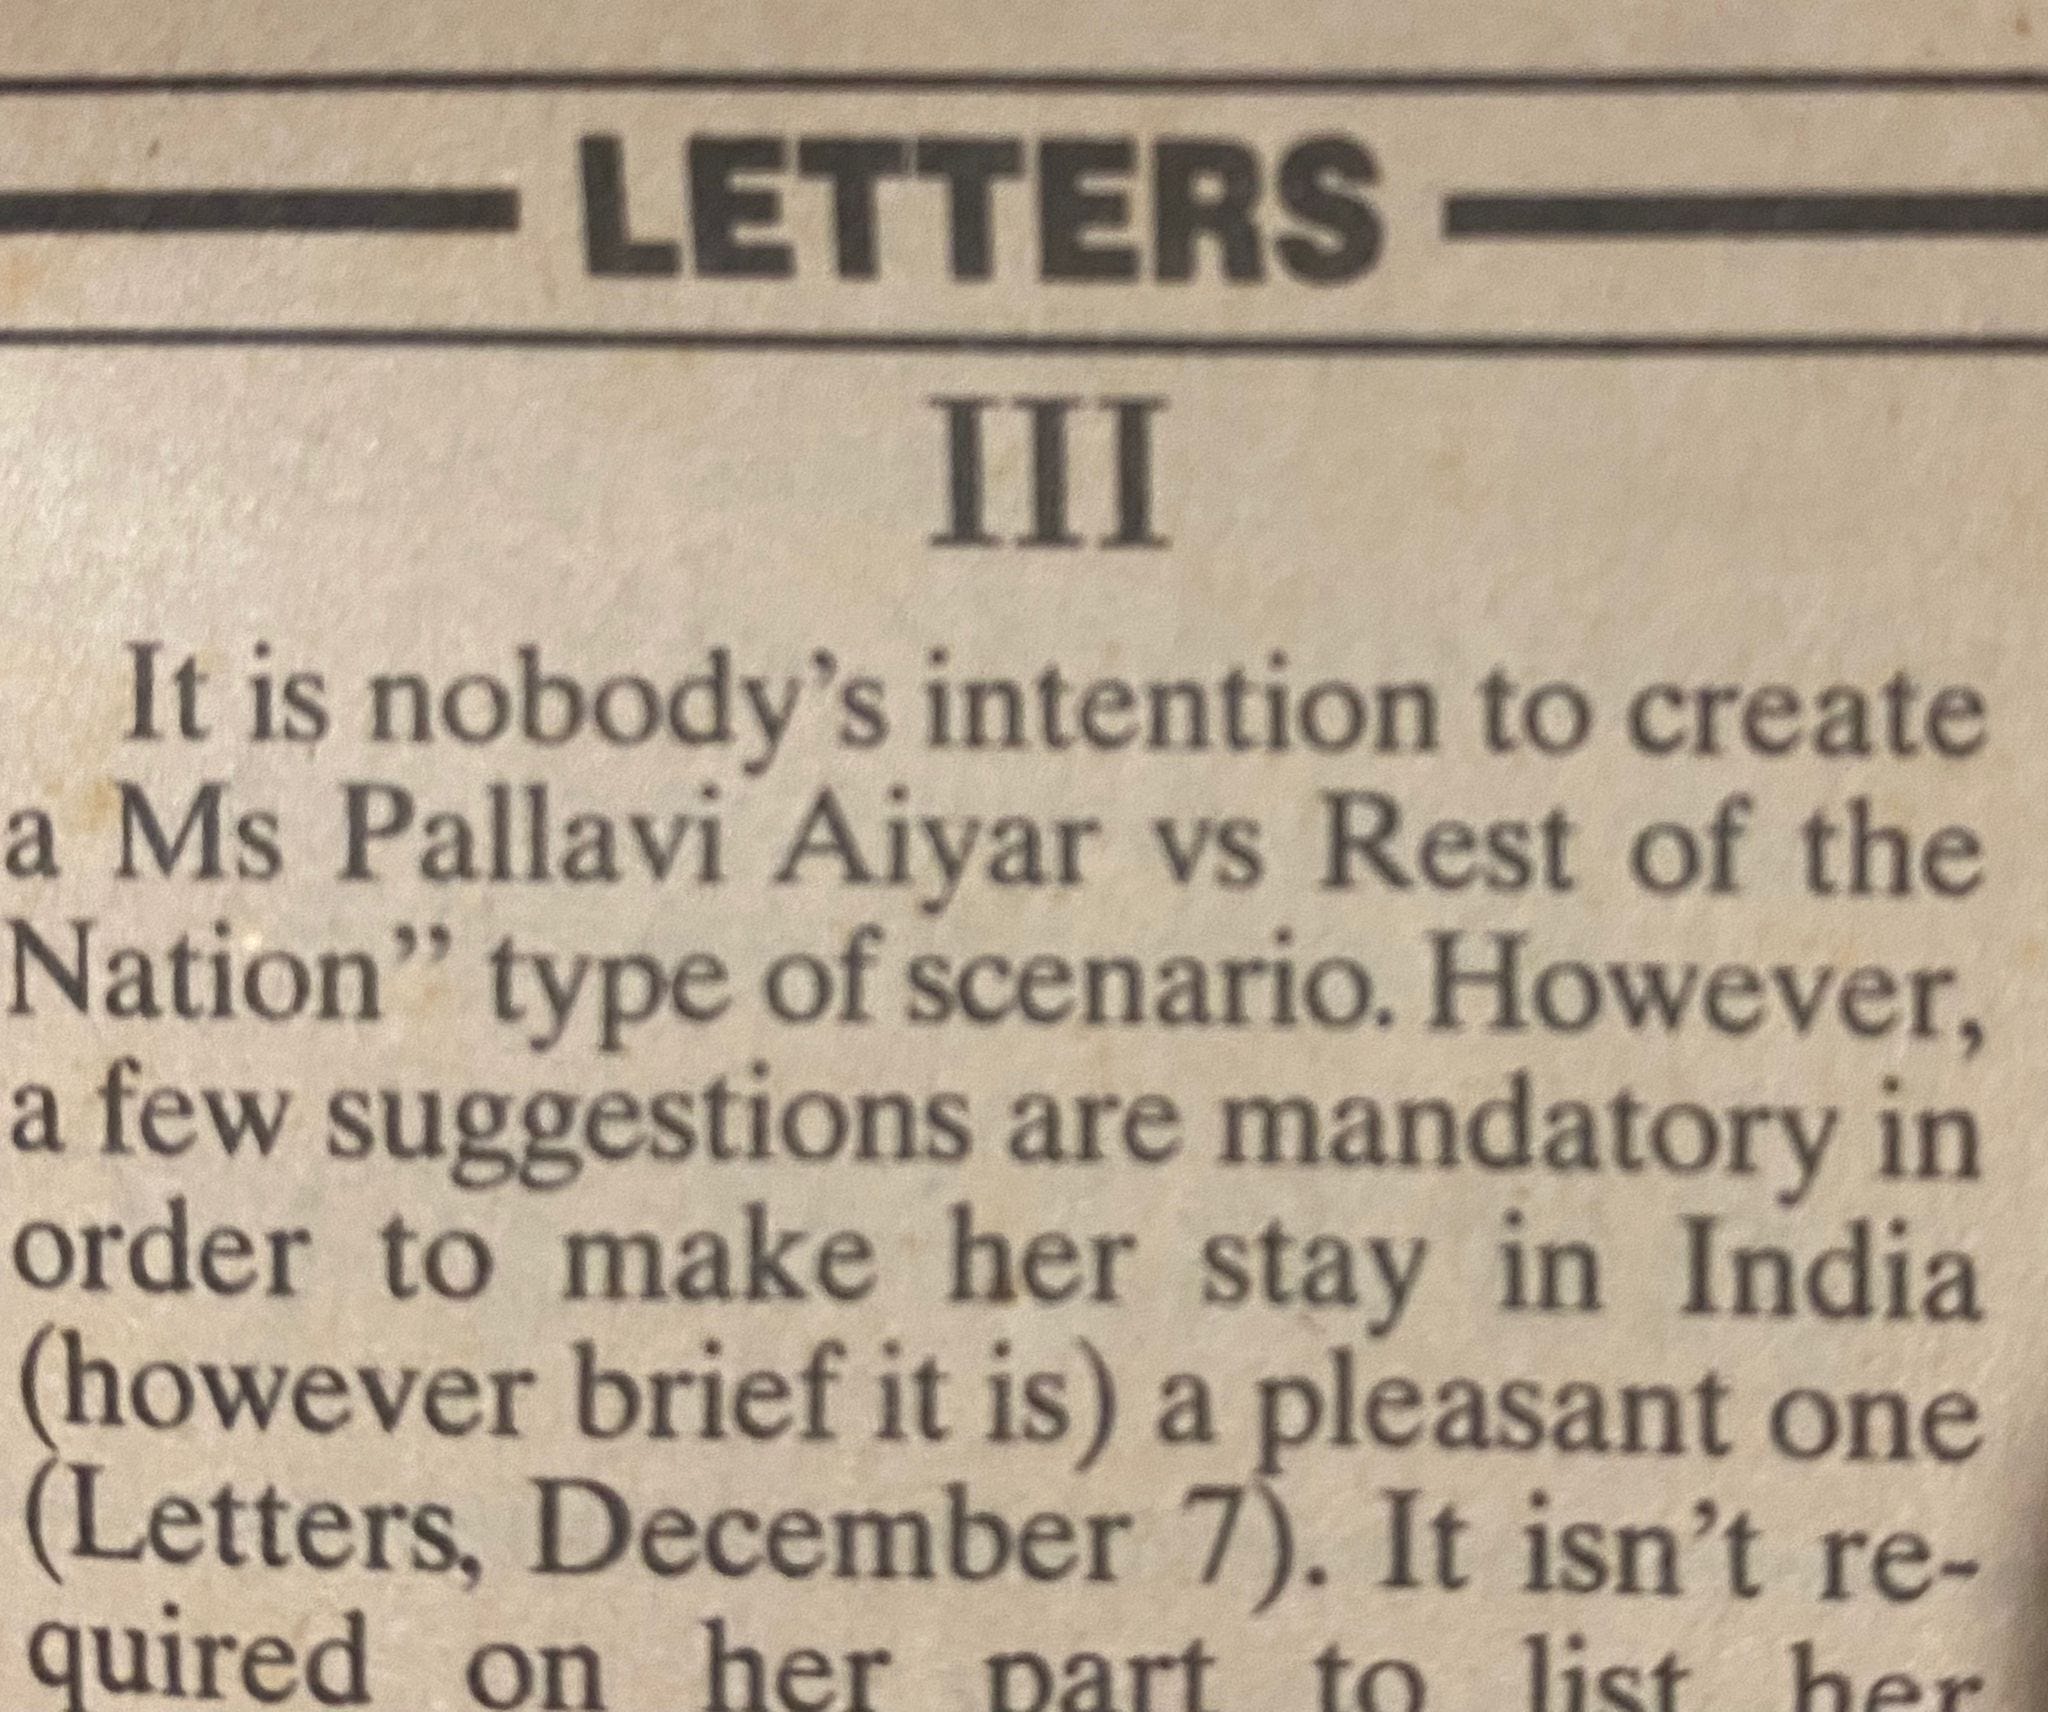 LETTERS
III
It is nobody’s intention to create
a Ms Pallavi Aiyar vs Rest of the
Nation” type of scenario. However,
a few suggestions are mandatory in
order to make her stay in India
(however brief it is) a pleasant one
(Letters, December 7). It isn’t re-
quired on her part to list her